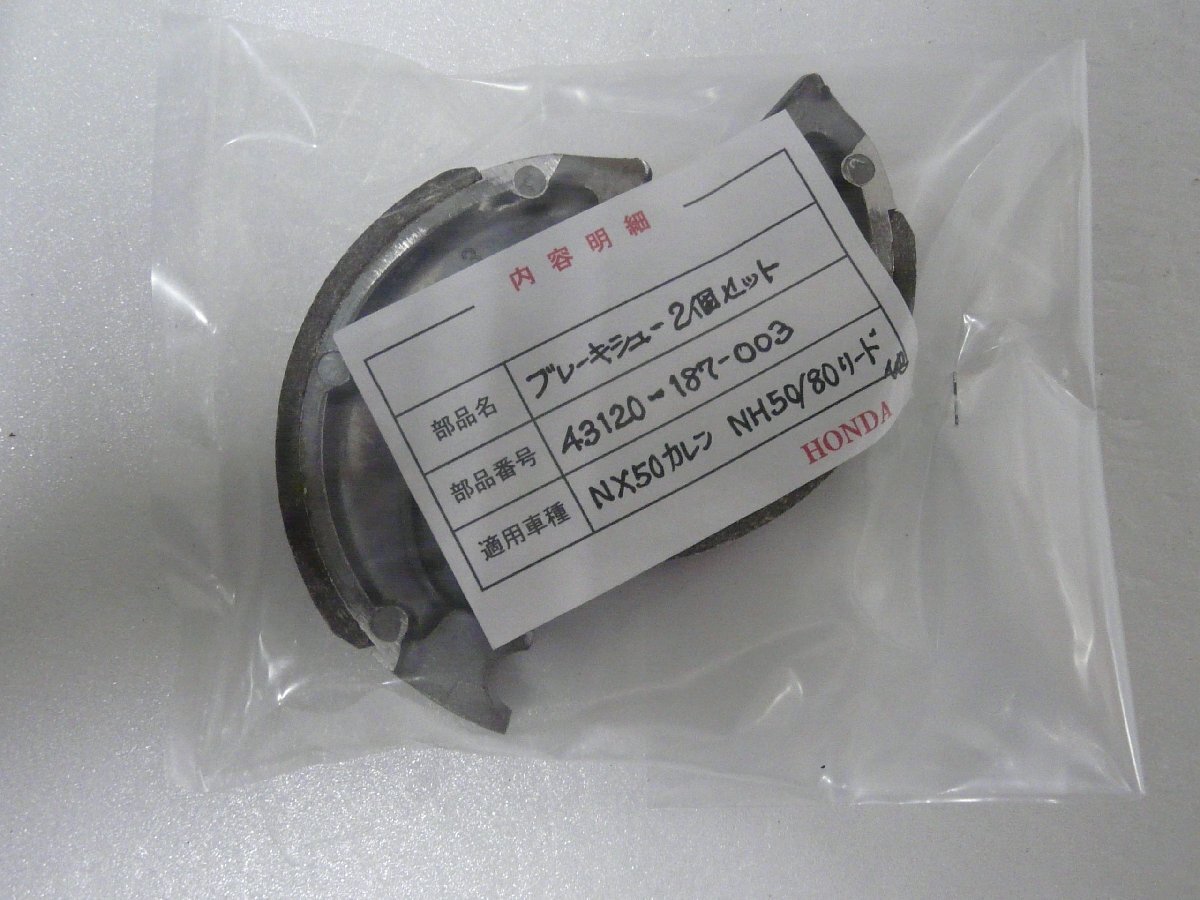 内容明細
部品名 ブレーキシュー2個セット
部品番号 43120-187-003
適用車種 NX50カレン NH50/80リード 他
HONDA